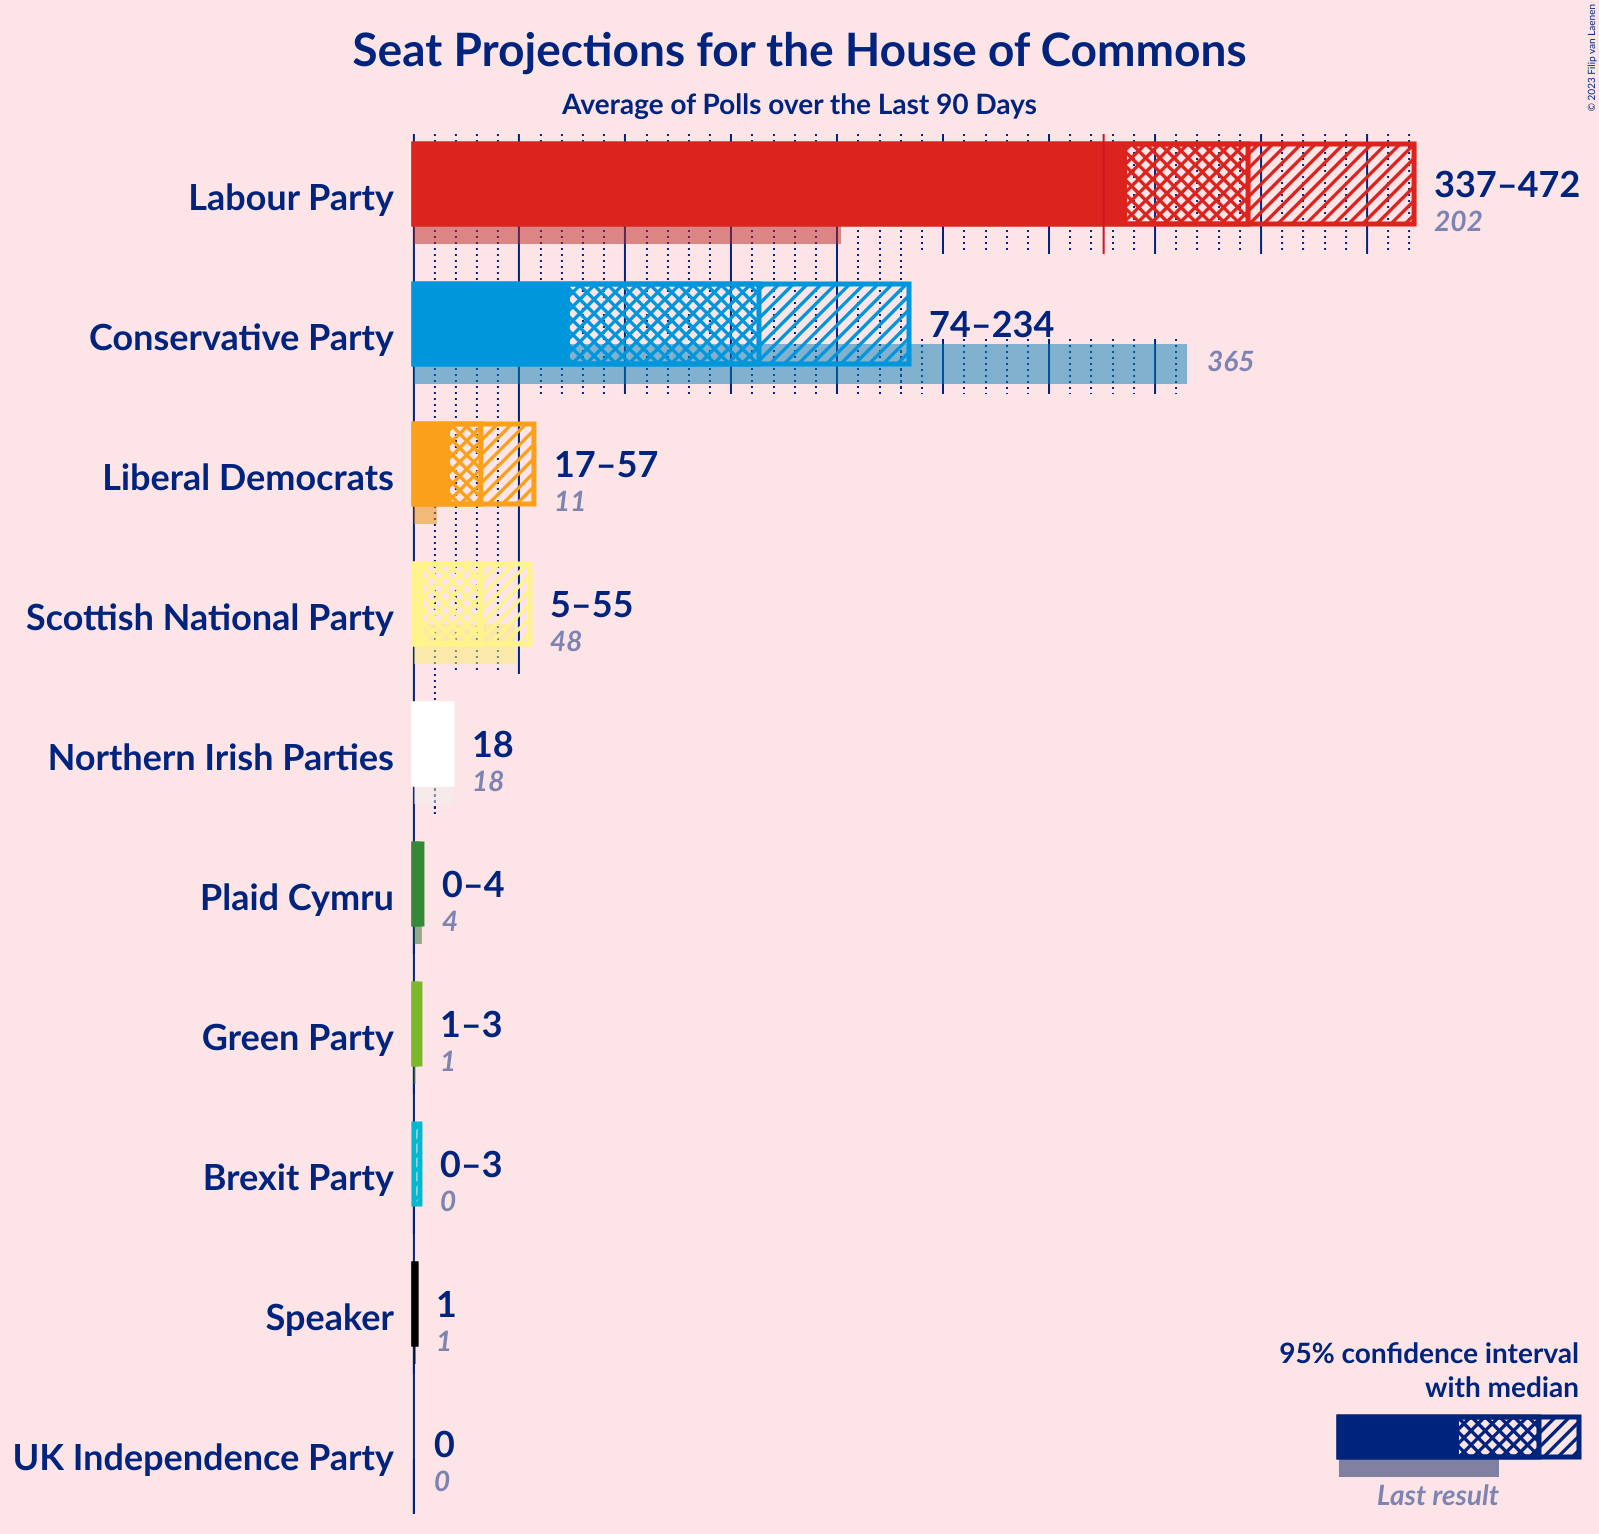 Seat Projections for the House of Commons
Average of Polls over the Last 90 Days
© 2023 Filip van Laenen
Labour Party
337–472
202
Conservative Party
74–234
365
Liberal Democrats
17–57
11
Scottish National Party
5–55
48
Northern Irish Parties
18
18
Plaid Cymru
0–4
4
Green Party
1–3
1
Brexit Party
0–3
0
Speaker
1
1
UK Independence Party
0
0
95% confidence interval
with median
Last result